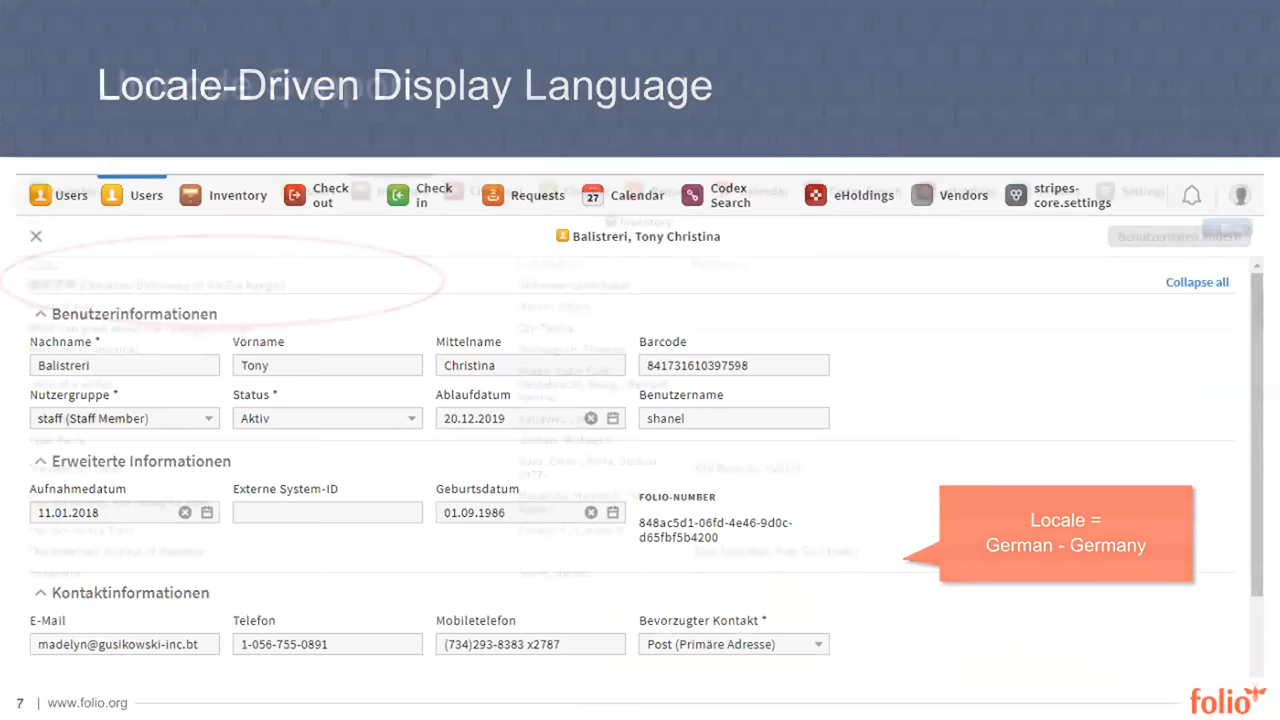 Locale-Driven Display Language
Users Users Inventory Check out Check in Requests 27 Calendar Codex Search eHoldings Vendors stripes-core.settings
Balistreri, Tony Christina
Benutzerdaten ändern
Collapse all
Benutzerinformationen
Nachname * Vorname Mittelname Barcode
Balistreri Tony Christina 841731610397598
Nutzergruppe * Status * Ablaufdatum Benutzername
staff (Staff Member) Aktiv 20.12.2019 shanel
Erweiterte Informationen
Aufnahmedatum Externe System-ID Geburtsdatum FOLIO-NUMBER
11.01.2018 01.09.1986 848ac5d1-06fd-4e46-9d0c-
d65fbf5b4200
Locale =
German - Germany
Kontaktinformationen
E-Mail Telefon Mobiletelefon Bevorzugter Kontakt *
madelyn@gusikowski-inc.bt 1-056-755-0891 (734)293-8383 x2787 Post (Primäre Adresse)
7 | www.folio.org
folio